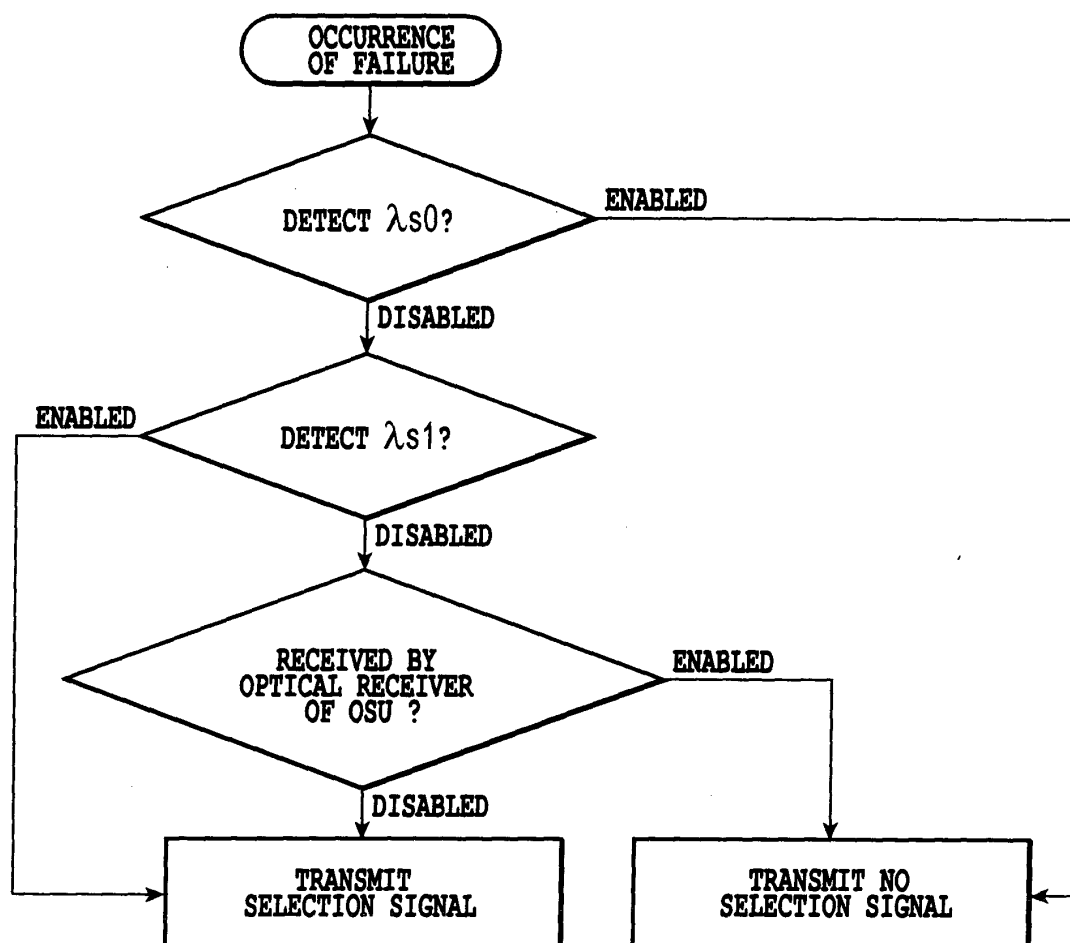 OCCURRENCE
OF FAILURE
DETECT λs0?
ENABLED
DISABLED
ENABLED
DETECT λs1?
DISABLED
RECEIVED BY
OPTICAL RECEIVER
OF OSU ?
ENABLED
DISABLED
TRANSMIT
SELECTION SIGNAL
TRANSMIT NO
SELECTION SIGNAL